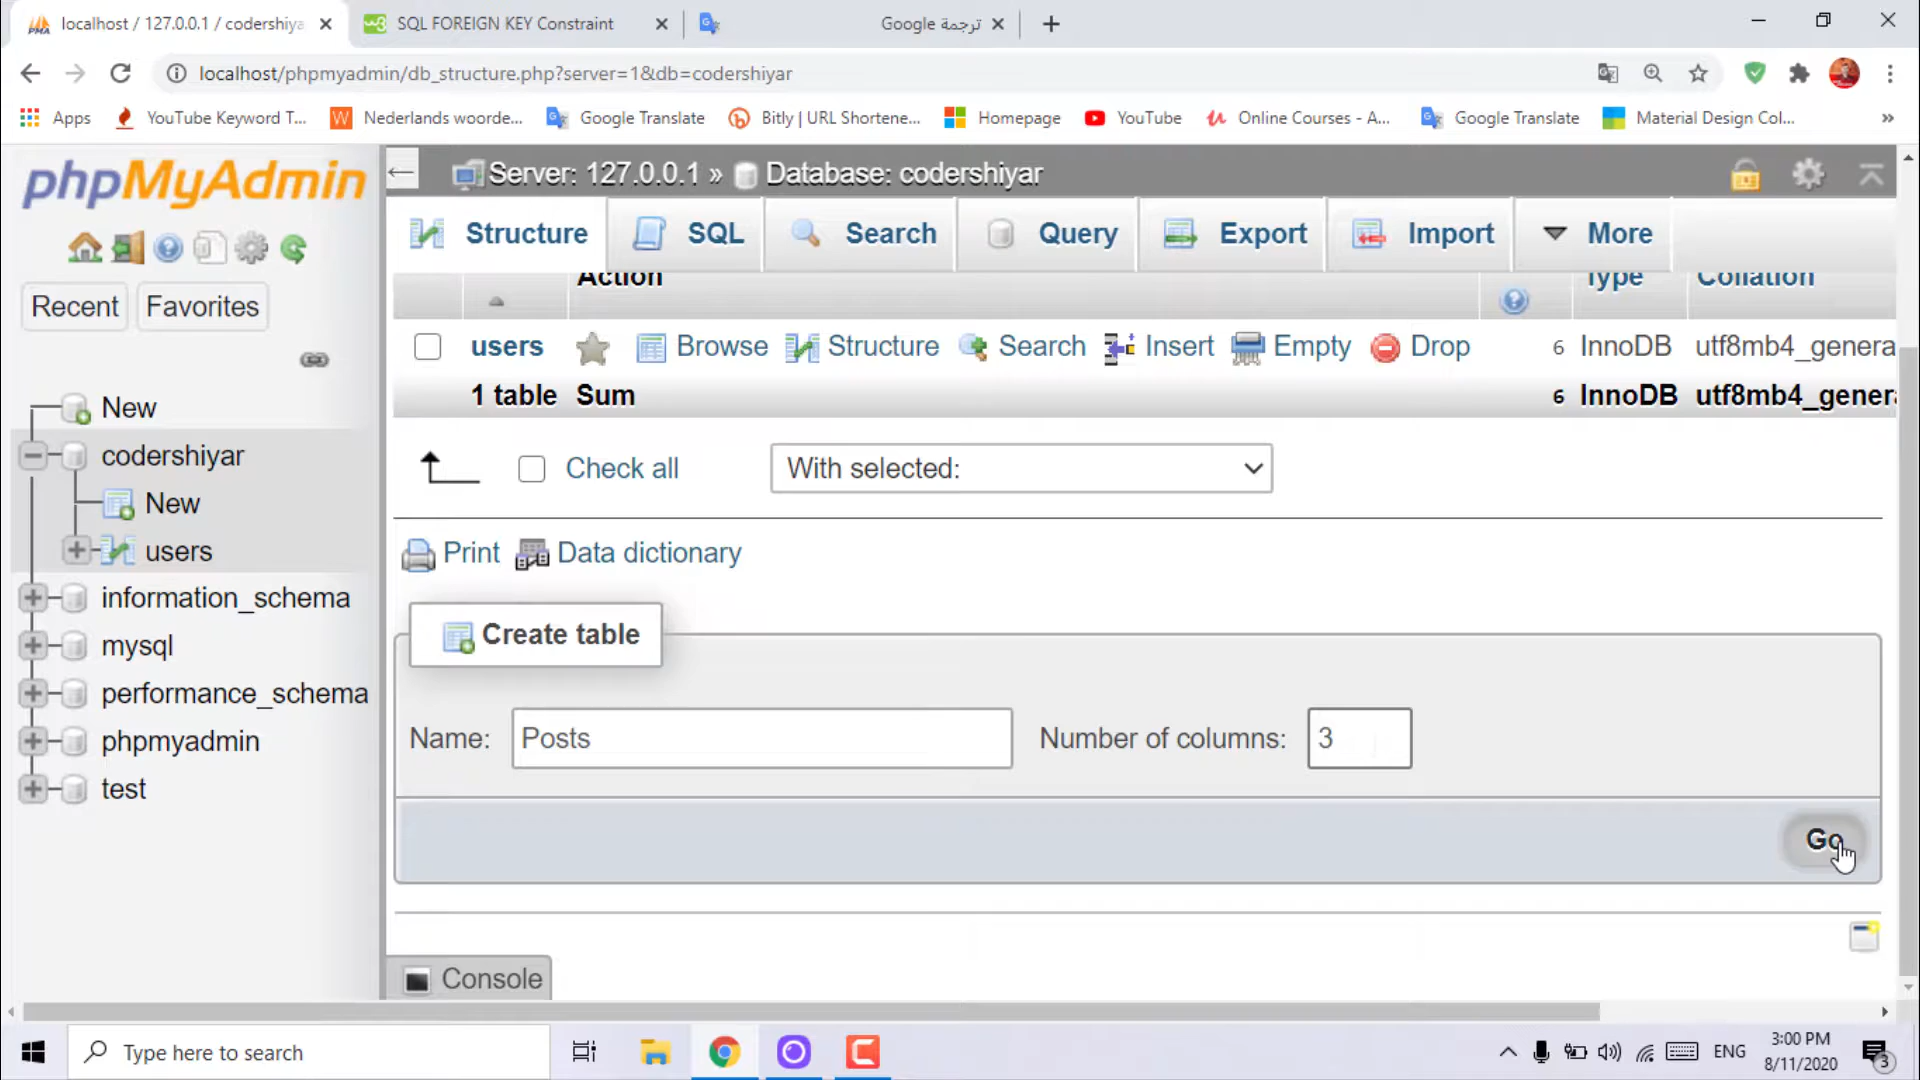 localhost / 127.0.0.1 / codershiya
SQL FOREIGN KEY Constraint
ترجمة Google
localhost/phpmyadmin/db_structure.php?server=1&db=codershiyar
Apps
YouTube Keyword T...
Nederlands woorde...
Google Translate
Bitly | URL Shortene...
Homepage
YouTube
Online Courses - A...
Google Translate
Material Design Col...
»
phpMyAdmin
Recent
Favorites
New
codershiyar
New
users
information_schema
mysql
performance_schema
phpmyadmin
test
Server: 127.0.0.1 » Database: codershiyar
Structure
SQL
Search
Query
Export
Import
More
Action
Type
Collation
users Browse Structure Search Insert Empty Drop 6 InnoDB utf8mb4_genera
1 table Sum 6 InnoDB utf8mb4_genera
Check all
With selected:
Print Data dictionary
Create table
Name: Posts Number of columns: 3
Go
Console
Type here to search
ENG
3:00 PM
8/11/2020
3